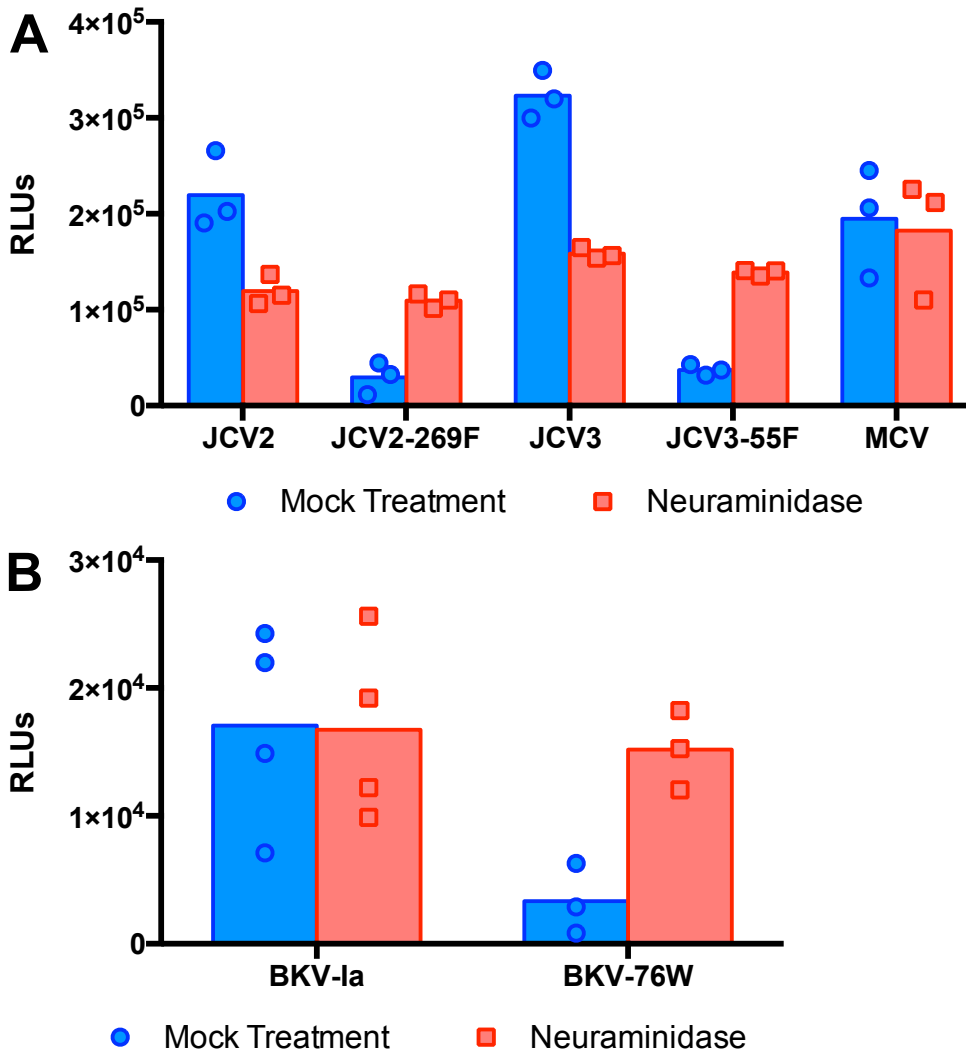 A
4×10⁵
3×10⁵
2×10⁵
1×10⁵
0
RLUs
JCV2 JCV2-269F JCV3 JCV3-55F MCV
Mock Treatment Neuraminidase
B
3×10⁴
2×10⁴
1×10⁴
0
RLUs
BKV-Ia BKV-76W
Mock Treatment Neuraminidase